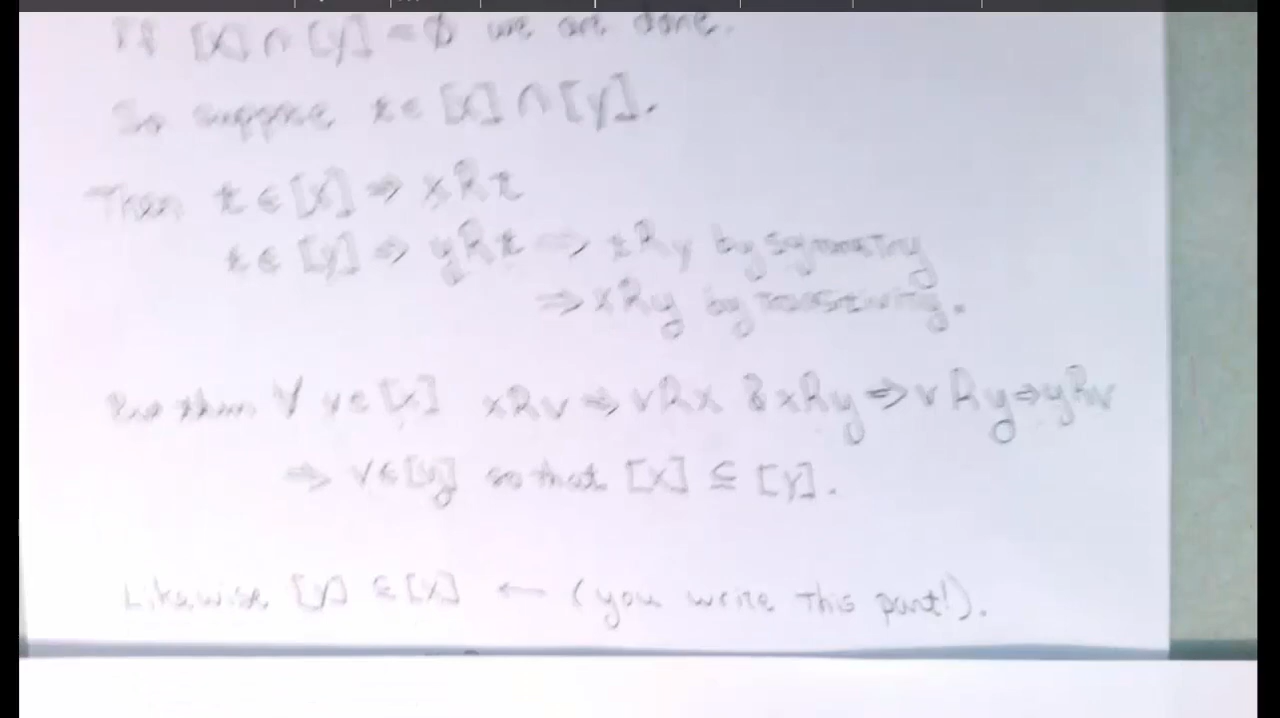 If [x] ∩ [y] = ∅ we are done.
So suppose z ∈ [x] ∩ [y].
Then z ∈ [x] ⇒ xRz
z ∈ [y] ⇒ yRz ⇒ zRy by symmetry
⇒ xRy by transitivity.
But then ∀ v ∈ [x] xRv ⇒ vRx & xRy ⇒ vRy ⇒ yRv
⇒ v ∈ [y] so that [x] ⊆ [y].
Likewise [y] ⊆ [x] ← (you write this part!).